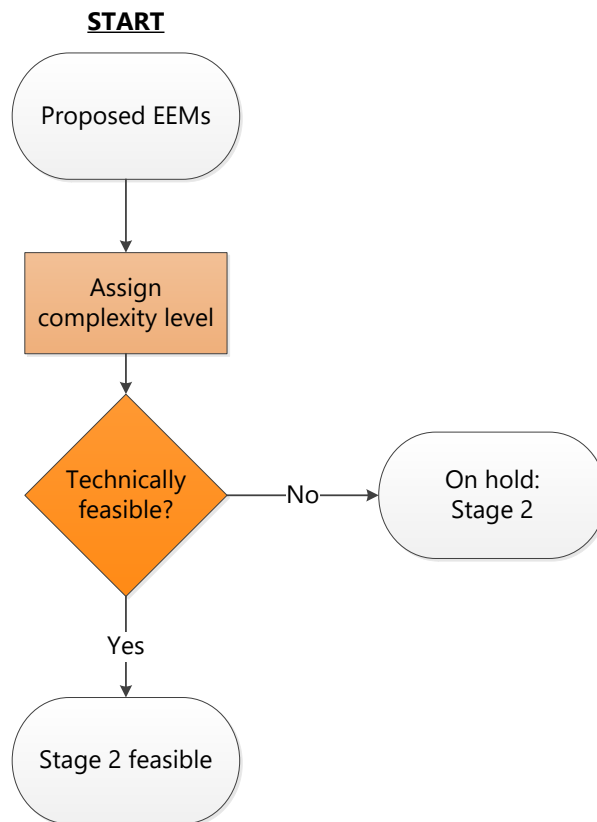 START
Proposed EEMs
Assign
complexity level
Technically
feasible?
No
On hold:
Stage 2
Yes
Stage 2 feasible